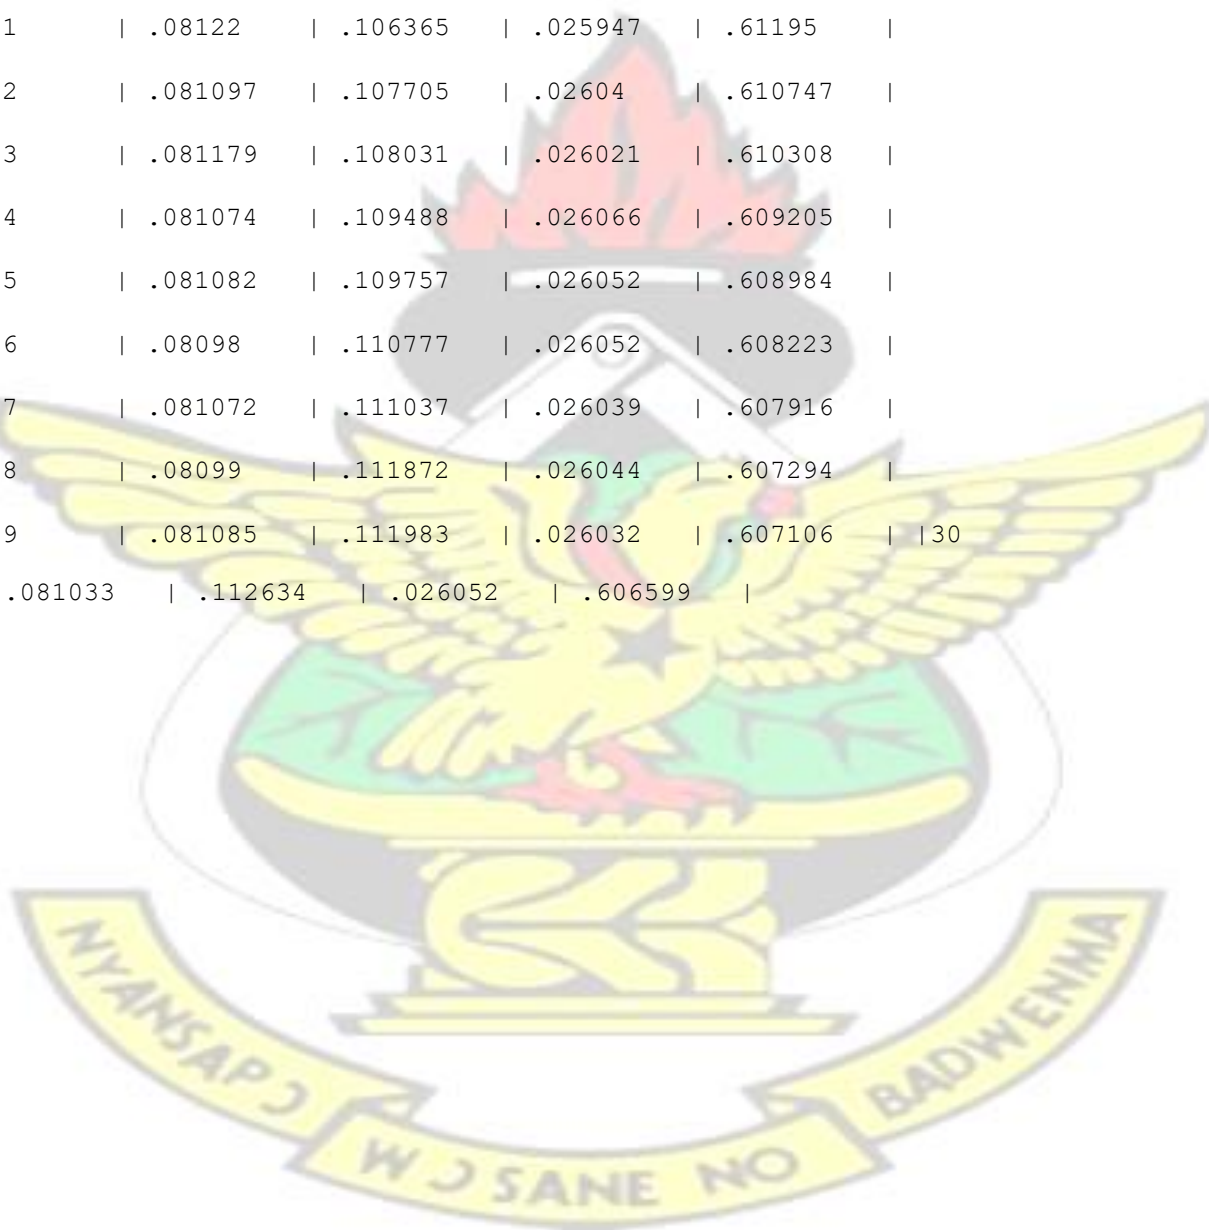 1 | .08122 | .106365 | .025947 | .61195 |
2 | .081097 | .107705 | .02604 | .610747 |
3 | .081179 | .108031 | .026021 | .610308 |
4 | .081074 | .109488 | .026066 | .609205 |
5 | .081082 | .109757 | .026052 | .608984 |
6 | .08098 | .110777 | .026052 | .608223 |
7 | .081072 | .111037 | .026039 | .607916 |
8 | .08099 | .111872 | .026044 | .607294 |
9 | .081085 | .111983 | .026032 | .607106 | |30
.081033 | .112634 | .026052 | .606599 |
NYANSAPƆ
WƆSANE NO
BADWENMA